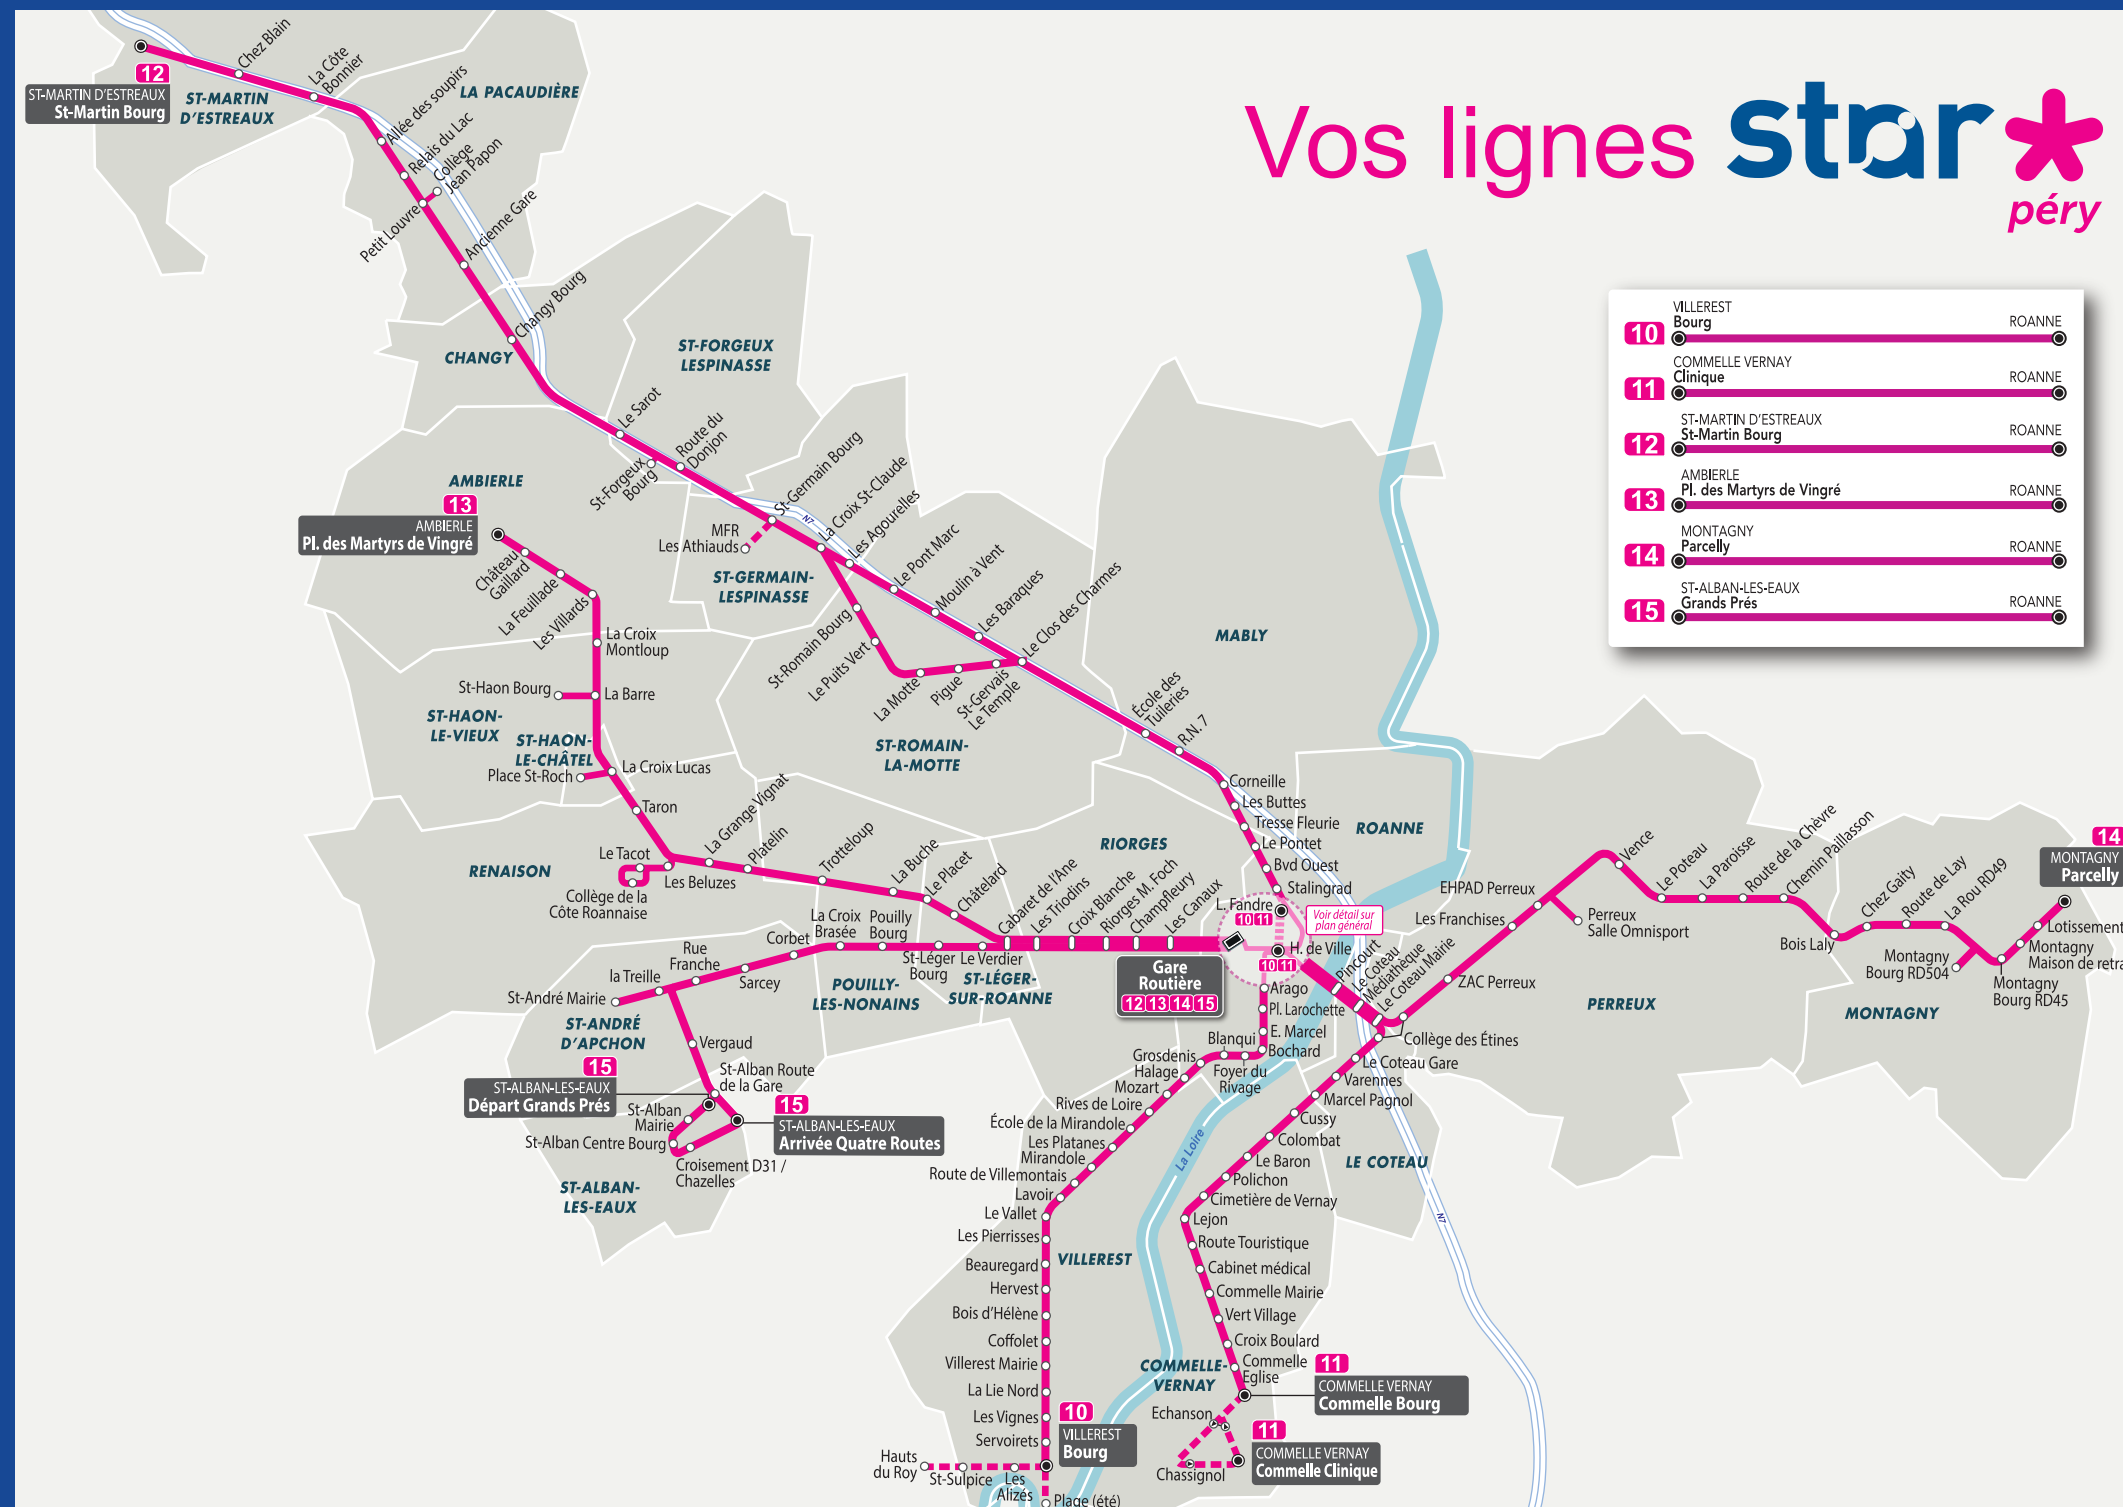 Vos lignes star
péry
10
VILLEREST
Bourg
ROANNE
11
COMMELLE VERNAY
Clinique
ROANNE
12
ST-MARTIN D'ESTREAUX
St-Martin Bourg
ROANNE
13
AMBIERLE
Pl. des Martyrs de Vingré
ROANNE
14
MONTAGNY
Parcelly
ROANNE
15
ST-ALBAN-LES-EAUX
Grands Prés
ROANNE
12
ST-MARTIN D'ESTREAUX
St-Martin Bourg
ST-MARTIN
D'ESTREAUX
LA PACAUDIÈRE
Chez Blain
La Côte
Bonnier
Allée des soupirs
Relais du Lac
Collège
Jean Papon
Petit Louvre
Ancienne Gare
Changy Bourg
CHANGY
ST-FORGEUX
LESPINASSE
Le Sarot
St-Forgeux
Bourg
Route du
Donjon
St-Germain Bourg
N7
MFR
Les Athiauds
ST-GERMAIN-
LESPINASSE
La Croix St-Claude
Les Agourelles
Le Pont Marc
Moulin à Vent
Les Baraques
Le Clos des Charmes
St-Romain Bourg
Le Puits Vert
La Motte
Pigue
St-Gervais
Le Temple
ST-ROMAIN-
LA-MOTTE
MABLY
École des
Tuileries
R.N. 7
Corneille
Les Buttes
Tresse Fleurie
Le Pontet
Bvd Ouest
Stalingrad
L. Fandre
10 11
ROANNE
RIORGES
Voir détail sur
plan général
H. de Ville
10 11
AMBIERLE
13
AMBIERLE
Pl. des Martyrs de Vingré
Château
Gaillard
La Feuillade
Les Villards
La Croix
Montloup
St-Haon Bourg
La Barre
ST-HAON-
LE-VIEUX
ST-HAON-
LE-CHÂTEL
Place St-Roch
La Croix Lucas
Taron
RENAISON
Le Tacot
Collège de la
Côte Roannaise
Les Beluzes
La Grange Vignat
Platelin
Trotteloup
La Buche
Le Placet
Châtelard
Cabaret de l'Ane
Les Triodins
Croix Blanche
Riorges M. Foch
Champfleury
Les Canaux
Gare
Routière
12 13 14 15
La Croix
Brasée
Pouilly
Bourg
Corbet
Rue
Franche
Sarcey
la Treille
St-André Mairie
St-Léger
Bourg
Le Verdier
ST-LÉGER-
SUR-ROANNE
POUILLY-
LES-NONAINS
ST-ANDRÉ
D'APCHON
Vergaud
15
ST-ALBAN-LES-EAUX
Départ Grands Prés
St-Alban Route
de la Gare
St-Alban
Mairie
St-Alban Centre Bourg
15
ST-ALBAN-LES-EAUX
Arrivée Quatre Routes
Croisement D31 /
Chazelles
ST-ALBAN-
LES-EAUX
Pincourt
Le Coteau
Médiathèque
Le Coteau Mairie
ZAC Perreux
Les Franchises
EHPAD Perreux
Perreux
Salle Omnisport
PERREUX
Vence
Le Poteau
La Paroisse
Route de la Chèvre
Chemin Paillasson
Bois Laly
Chez Gaity
Route de Lay
La Rou RD49
Montagny
Bourg RD504
Montagny
Bourg RD45
MONTAGNY
Lotissement
Montagny
Maison de retra
14
MONTAGNY
Parcelly
Arago
Pl. Larochette
E. Marcel
Bochard
Blanqui
Foyer du
Rivage
Grosdenis
Halage
Mozart
Rives de Loire
École de la Mirandole
Les Platanes
Mirandole
Route de Villemontais
Lavoir
Le Vallet
Les Pierrisses
Beauregard
Hervest
Bois d'Hélène
Coffolet
Villerest Mairie
La Lie Nord
Les Vignes
Servoirets
VILLEREST
10
VILLEREST
Bourg
Hauts
du Roy
St-Sulpice
Les
Alizés
Plage (été)
La Loire
Collège des Étines
Le Coteau Gare
Varennes
Marcel Pagnol
Cussy
Colombat
Le Baron
Polichon
Cimetière de Vernay
Lejon
Route Touristique
Cabinet médical
Commelle Mairie
Vert Village
Croix Boulard
Commelle
Eglise
LE COTEAU
N7
COMMELLE-
VERNAY
11
COMMELLE VERNAY
Commelle Bourg
Echanson
Chassignol
11
COMMELLE VERNAY
Commelle Clinique